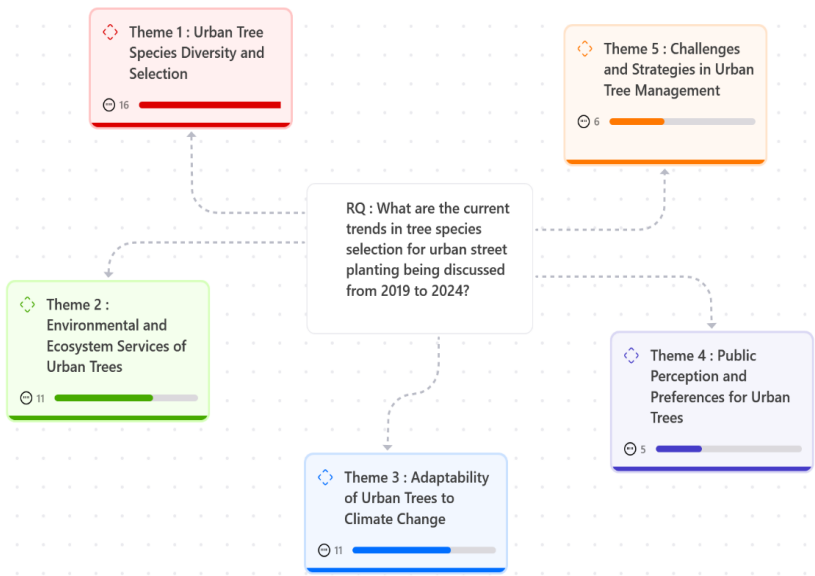 Theme 1 : Urban Tree
Species Diversity and
Selection
16
Theme 5 : Challenges
and Strategies in Urban
Tree Management
6
RQ : What are the current
trends in tree species
selection for urban street
planting being discussed
from 2019 to 2024?
Theme 2 :
Environmental and
Ecosystem Services of
Urban Trees
11
Theme 4 : Public
Perception and
Preferences for Urban
Trees
5
Theme 3 : Adaptability
of Urban Trees to
Climate Change
11